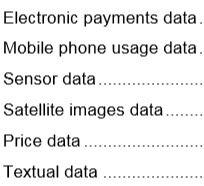 Electronic payments data .
Mobile phone usage data .
Sensor data ......................
Satellite images data ........
Price data .........................
Textual data .....................